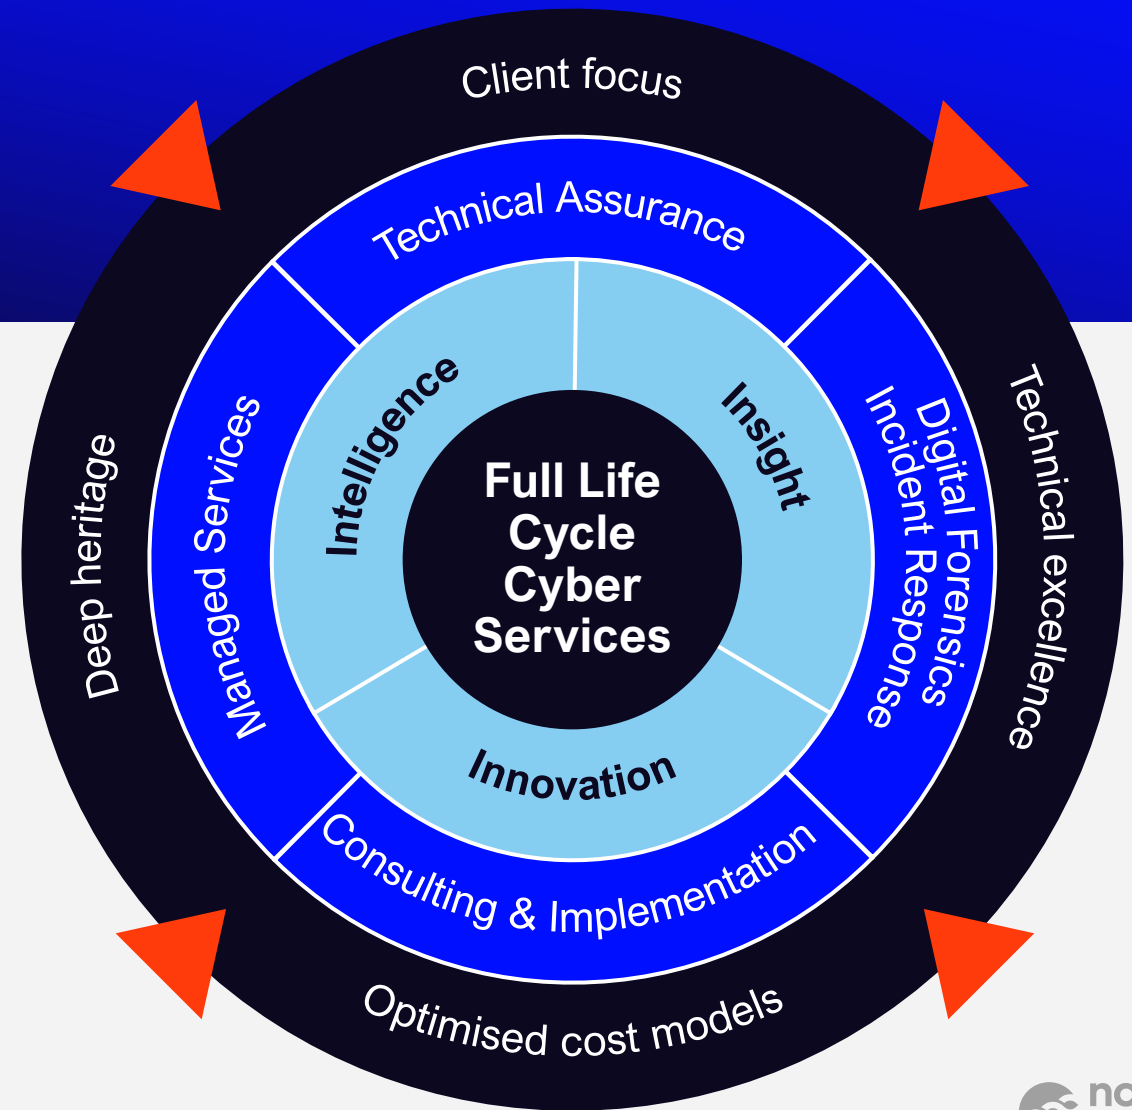 Client focus
Technical Assurance
Intelligence
Insight
Full Life
Cycle
Cyber
Services
Innovation
Managed Services
Digital Forensics
Incident Response
Deep heritage
Technical excellence
Consulting & Implementation
Optimised cost models